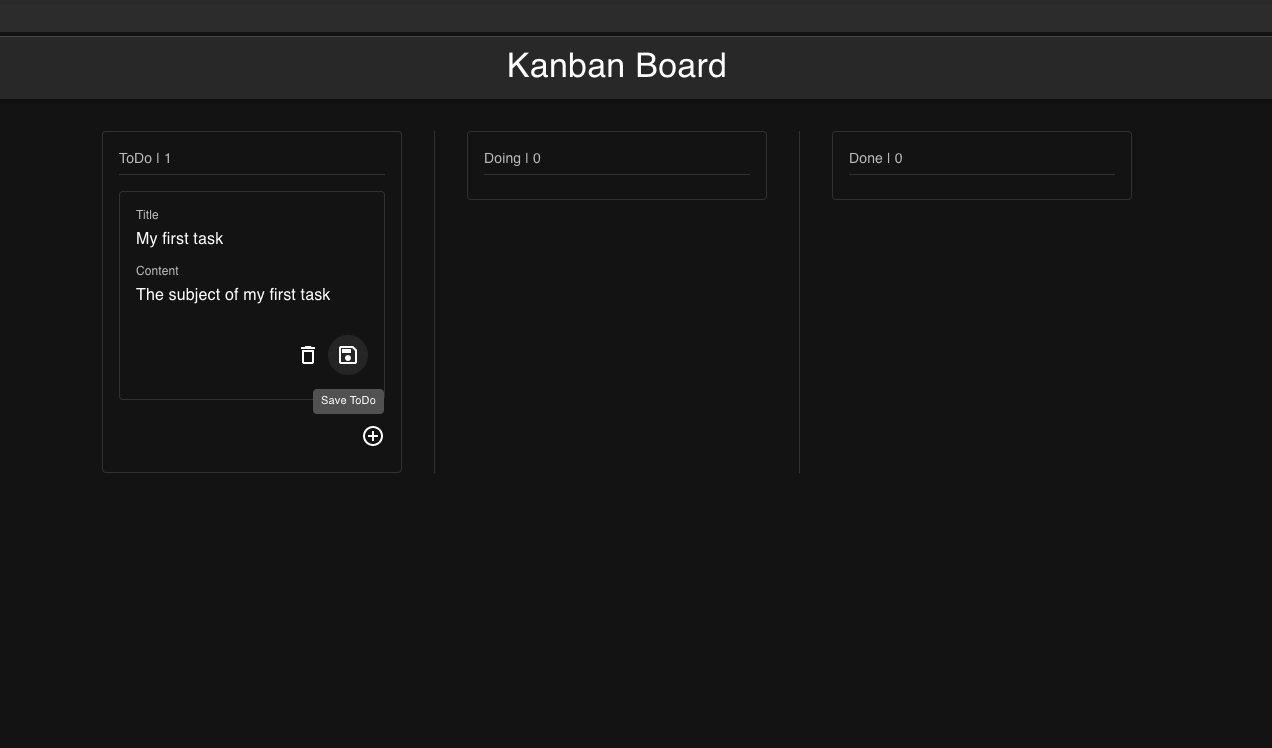 Kanban Board
ToDo | 1
Title
My first task
Content
The subject of my first task
Save ToDo
Doing | 0
Done | 0